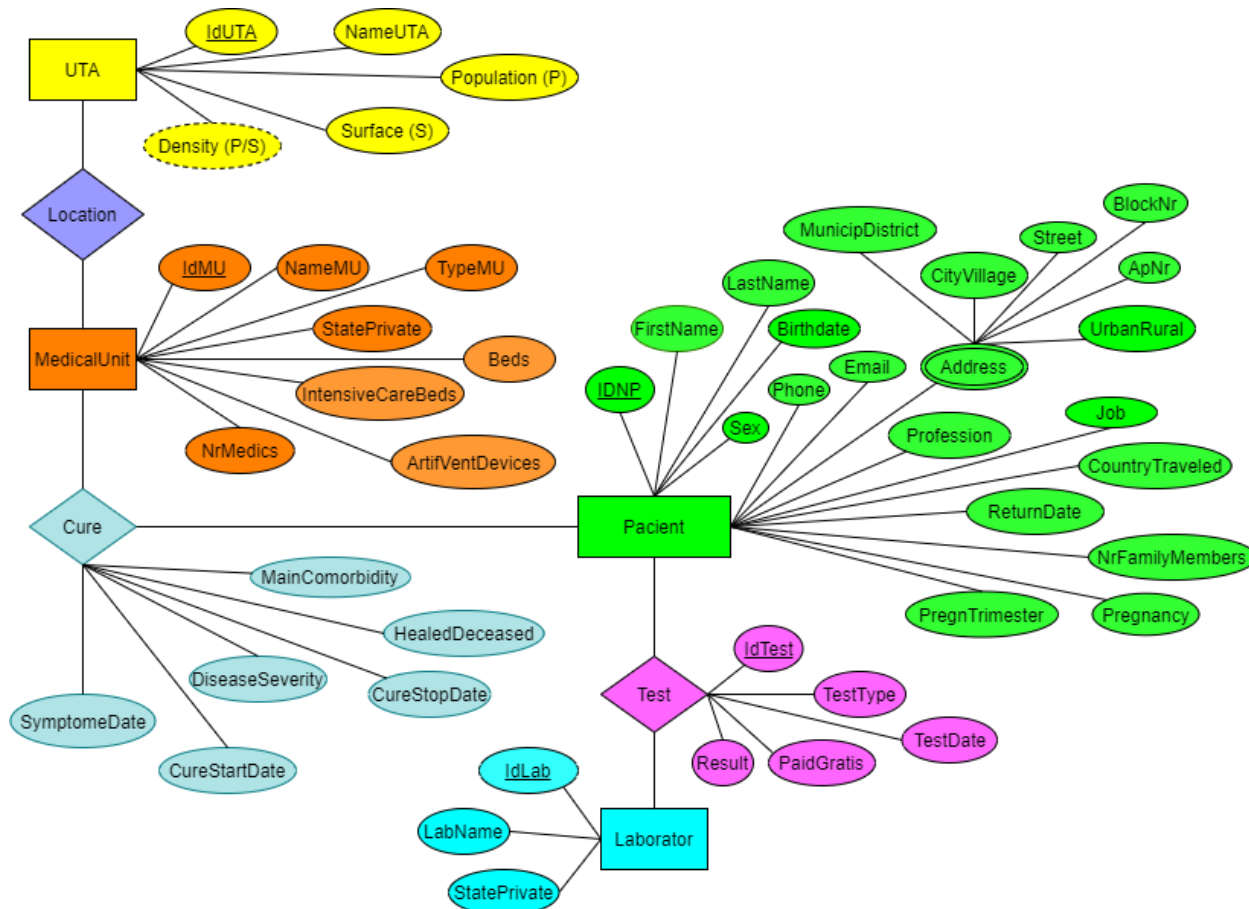 IdUTA
NameUTA
UTA
Population (P)
Surface (S)
Density (P/S)
Location
IdMU
NameMU
TypeMU
StatePrivate
MedicalUnit
Beds
IntensiveCareBeds
NrMedics
ArtifVentDevices
MunicipDistrict
BlockNr
Street
CityVillage
ApNr
LastName
FirstName
Birthdate
UrbanRural
Address
Email
Phone
IDNP
Sex
Job
Profession
CountryTraveled
ReturnDate
Cure
Pacient
NrFamilyMembers
PregnTrimester
Pregnancy
MainComorbidity
HealedDeceased
DiseaseSeverity
CureStopDate
SymptomeDate
CureStartDate
IdTest
Test
TestType
TestDate
Result
PaidGratis
IdLab
LabName
Laborator
StatePrivate